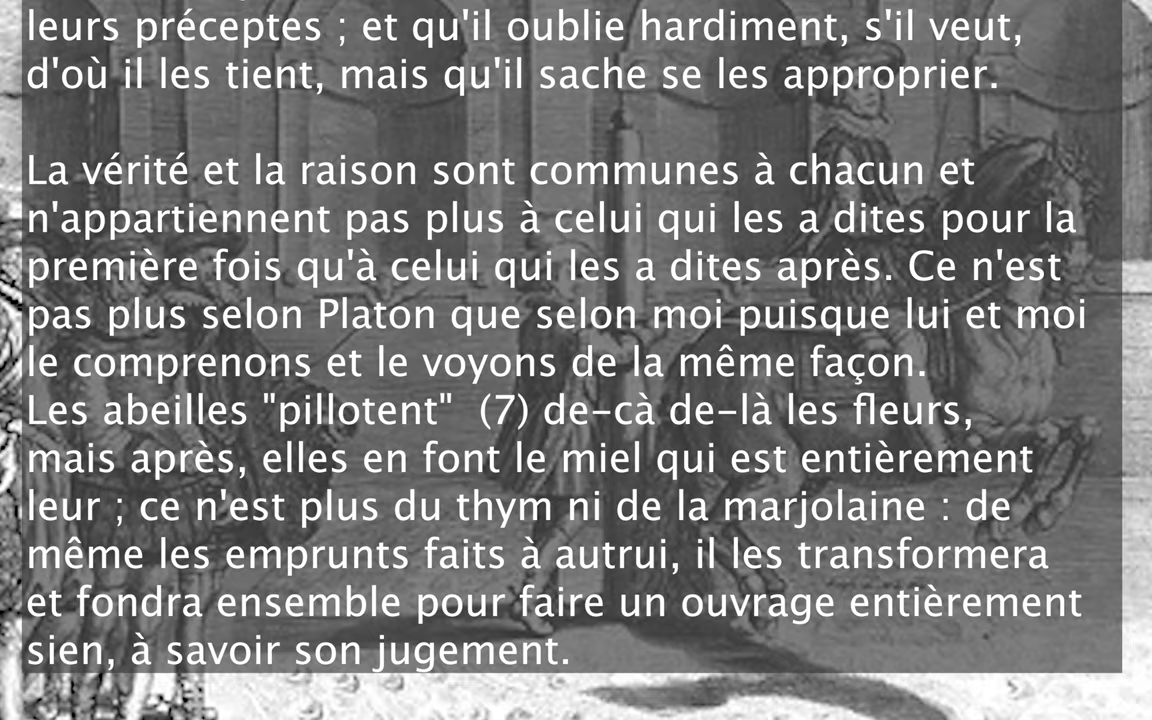 leurs préceptes ; et qu'il oublie hardiment, s'il veut,
d'où il les tient, mais qu'il sache se les approprier.
La vérité et la raison sont communes à chacun et
n'appartiennent pas plus à celui qui les a dites pour la
première fois qu'à celui qui les a dites après. Ce n'est
pas plus selon Platon que selon moi puisque lui et moi
le comprenons et le voyons de la même façon.
Les abeilles "pillotent"  (7) de-cà de-là les fleurs,
mais après, elles en font le miel qui est entièrement
leur ; ce n'est plus du thym ni de la marjolaine : de
même les emprunts faits à autrui, il les transformera
et fondra ensemble pour faire un ouvrage entièrement
sien, à savoir son jugement.